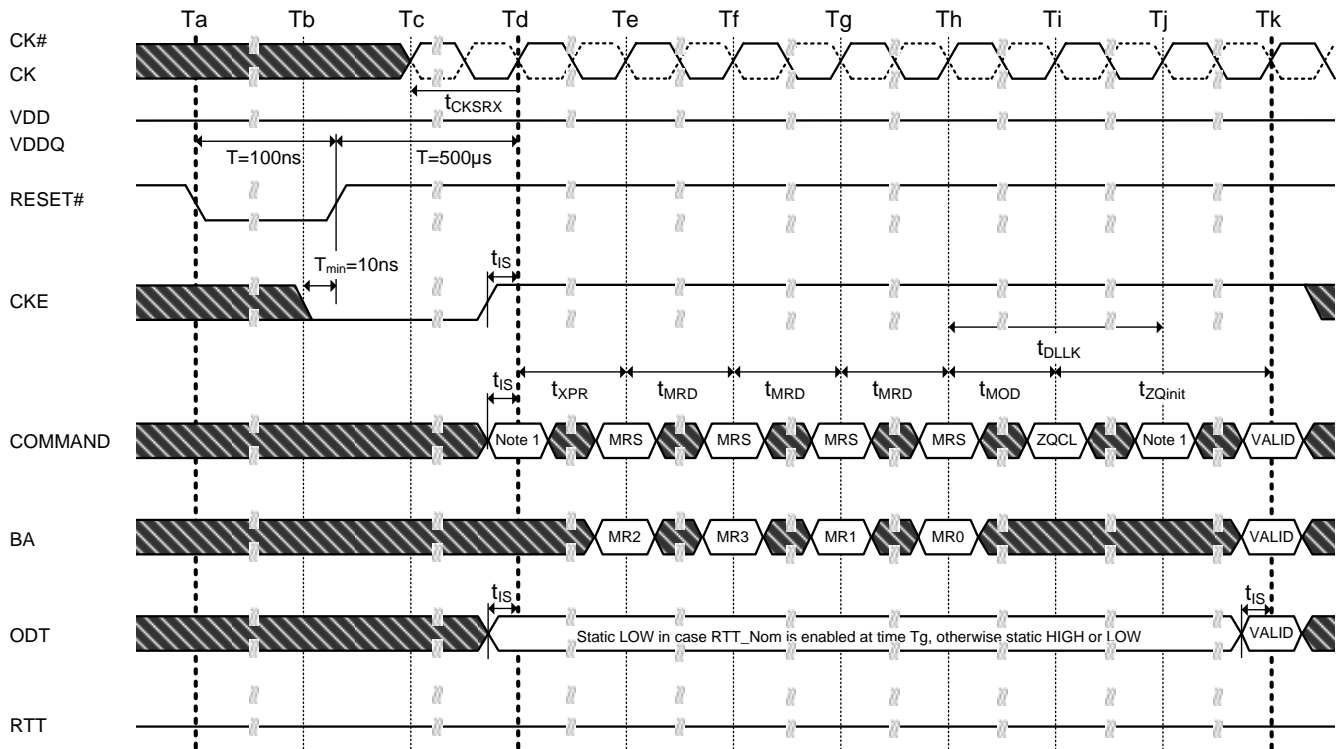 Ta Tb Tc Td Te Tf Tg Th Ti Tj Tk
CK#
CK
tCKSRX
VDD
VDDQ
T=100ns T=500µs
RESET#
Tmin=10ns tIS
CKE
tDLLK
tIS tXPR tMRD tMRD tMRD tMOD tZQinit
COMMAND Note 1 MRS MRS MRS MRS ZQCL Note 1 VALID
BA MR2 MR3 MR1 MR0 VALID
tIS tIS
ODT Static LOW in case RTT_Nom is enabled at time Tg, otherwise static HIGH or LOW VALID
RTT